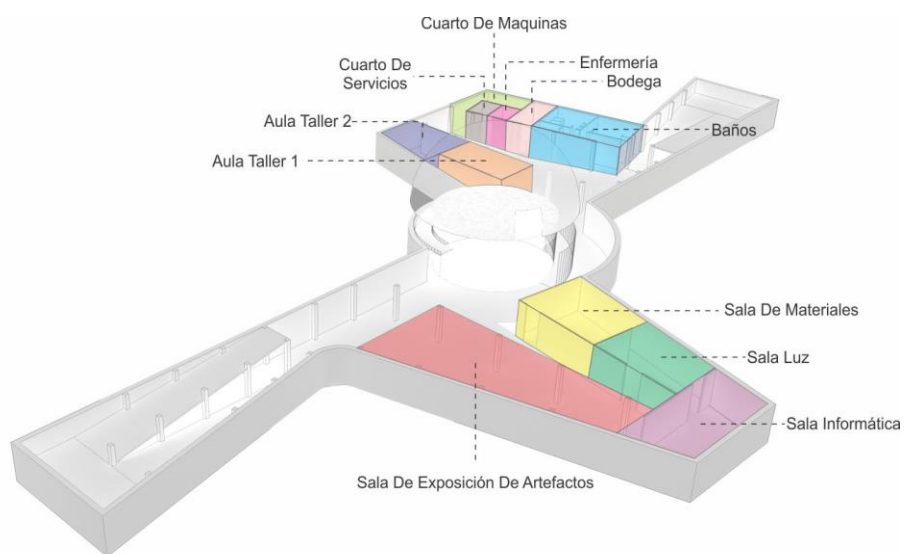 Cuarto De Maquinas
Cuarto De
Servicios
Enfermería
Bodega
Aula Taller 2
Baños
Aula Taller 1
Sala De Materiales
Sala Luz
Sala Informática
Sala De Exposición De Artefactos